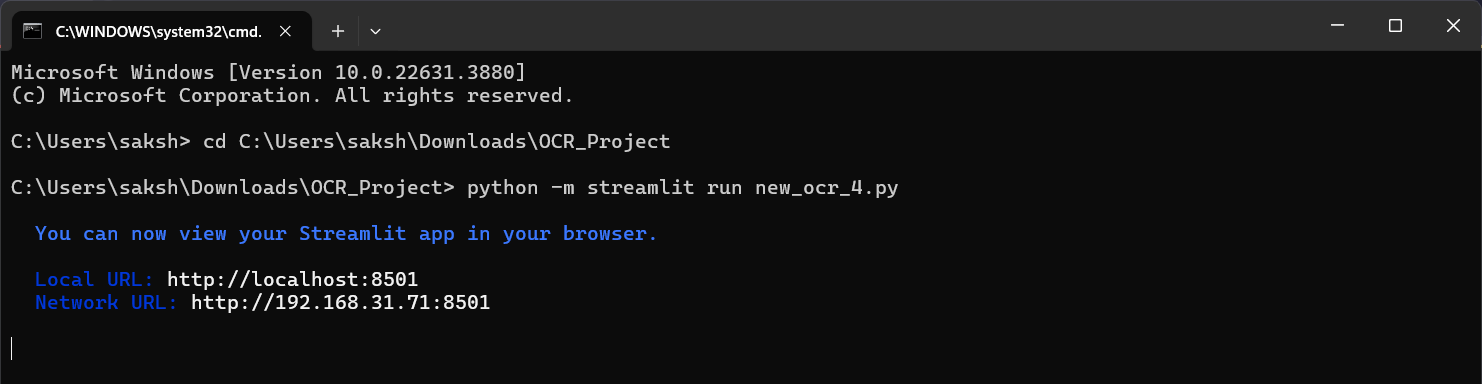 C:\WINDOWS\system32\cmd.
Microsoft Windows [Version 10.0.22631.3880]
(c) Microsoft Corporation. All rights reserved.
C:\Users\saksh> cd C:\Users\saksh\Downloads\OCR_Project
C:\Users\saksh\Downloads\OCR_Project> python -m streamlit run new_ocr_4.py
You can now view your Streamlit app in your browser.
Local URL: http://localhost:8501
Network URL: http://192.168.31.71:8501